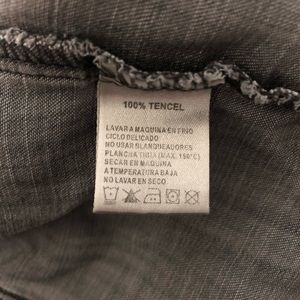 100% TENCEL
LAVAR A MAQUINA EN FRIO
CICLO DELICADO
NO USAR BLANQUEADORES
PLANCHA TIBIA (MAX. 150°C)
SECAR EN MAQUINA
A TEMPERATURA BAJA
NO LAVAR EN SECO